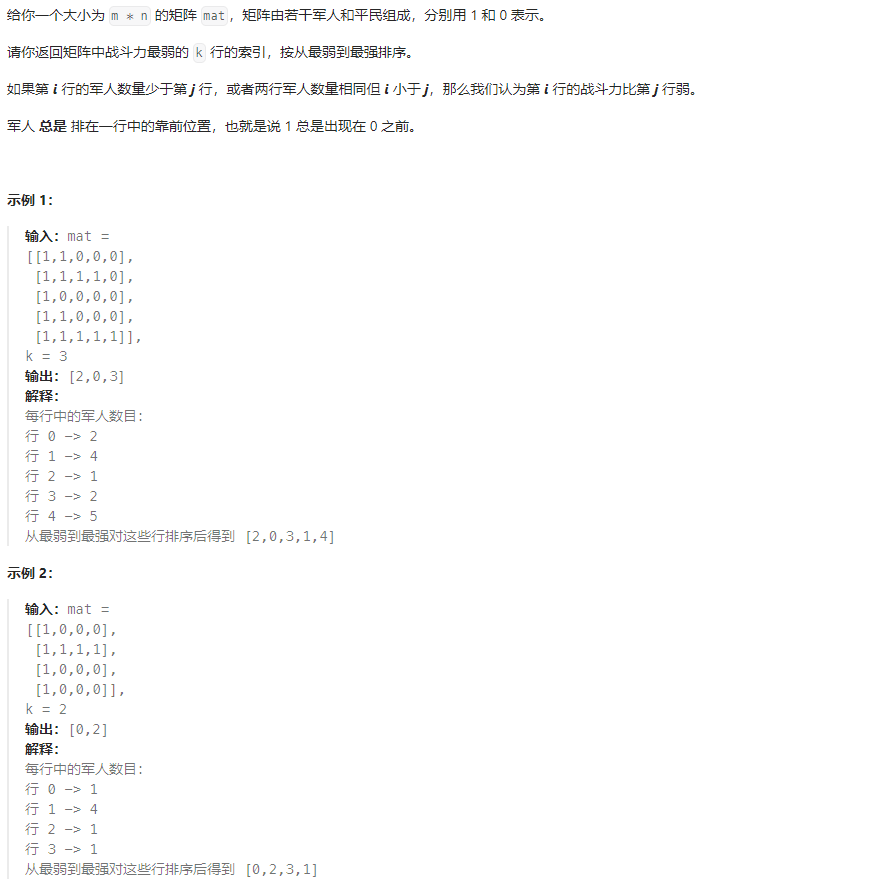 给你一个大小为 m * n 的矩阵 mat，矩阵由若干军人和平民组成，分别用 1 和 0 表示。
请你返回矩阵中战斗力最弱的 k 行的索引，按从最弱到最强排序。
如果第 i 行的军人数量少于第 j 行，或者两行军人数量相同但 i 小于 j，那么我们认为第 i 行的战斗力比第 j 行弱。
军人 总是 排在一行中的靠前位置，也就是说 1 总是出现在 0 之前。
示例 1：
输入：mat =
[[1,1,0,0,0],
[1,1,1,1,0],
[1,0,0,0,0],
[1,1,0,0,0],
[1,1,1,1,1]],
k = 3
输出：[2,0,3]
解释：
每行中的军人数目：
行 0 -> 2
行 1 -> 4
行 2 -> 1
行 3 -> 2
行 4 -> 5
从最弱到最强对这些行排序后得到 [2,0,3,1,4]
示例 2：
输入：mat =
[[1,0,0,0],
[1,1,1,1],
[1,0,0,0],
[1,0,0,0]],
k = 2
输出：[0,2]
解释：
每行中的军人数目：
行 0 -> 1
行 1 -> 4
行 2 -> 1
行 3 -> 1
从最弱到最强对这些行排序后得到 [0,2,3,1]